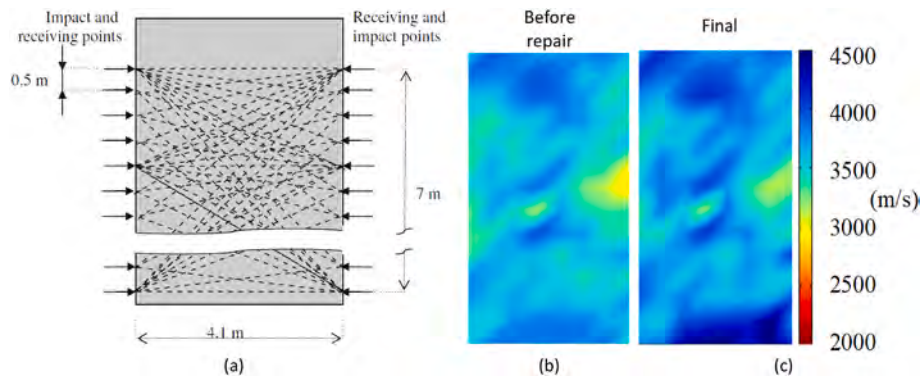 Impact and
receiving points
Receiving and
impact points
0.5 m
7 m
4.1 m
(a)
Before
repair
(b)
Final
(c)
4500
4000
3500
3000
2500
2000
(m/s)